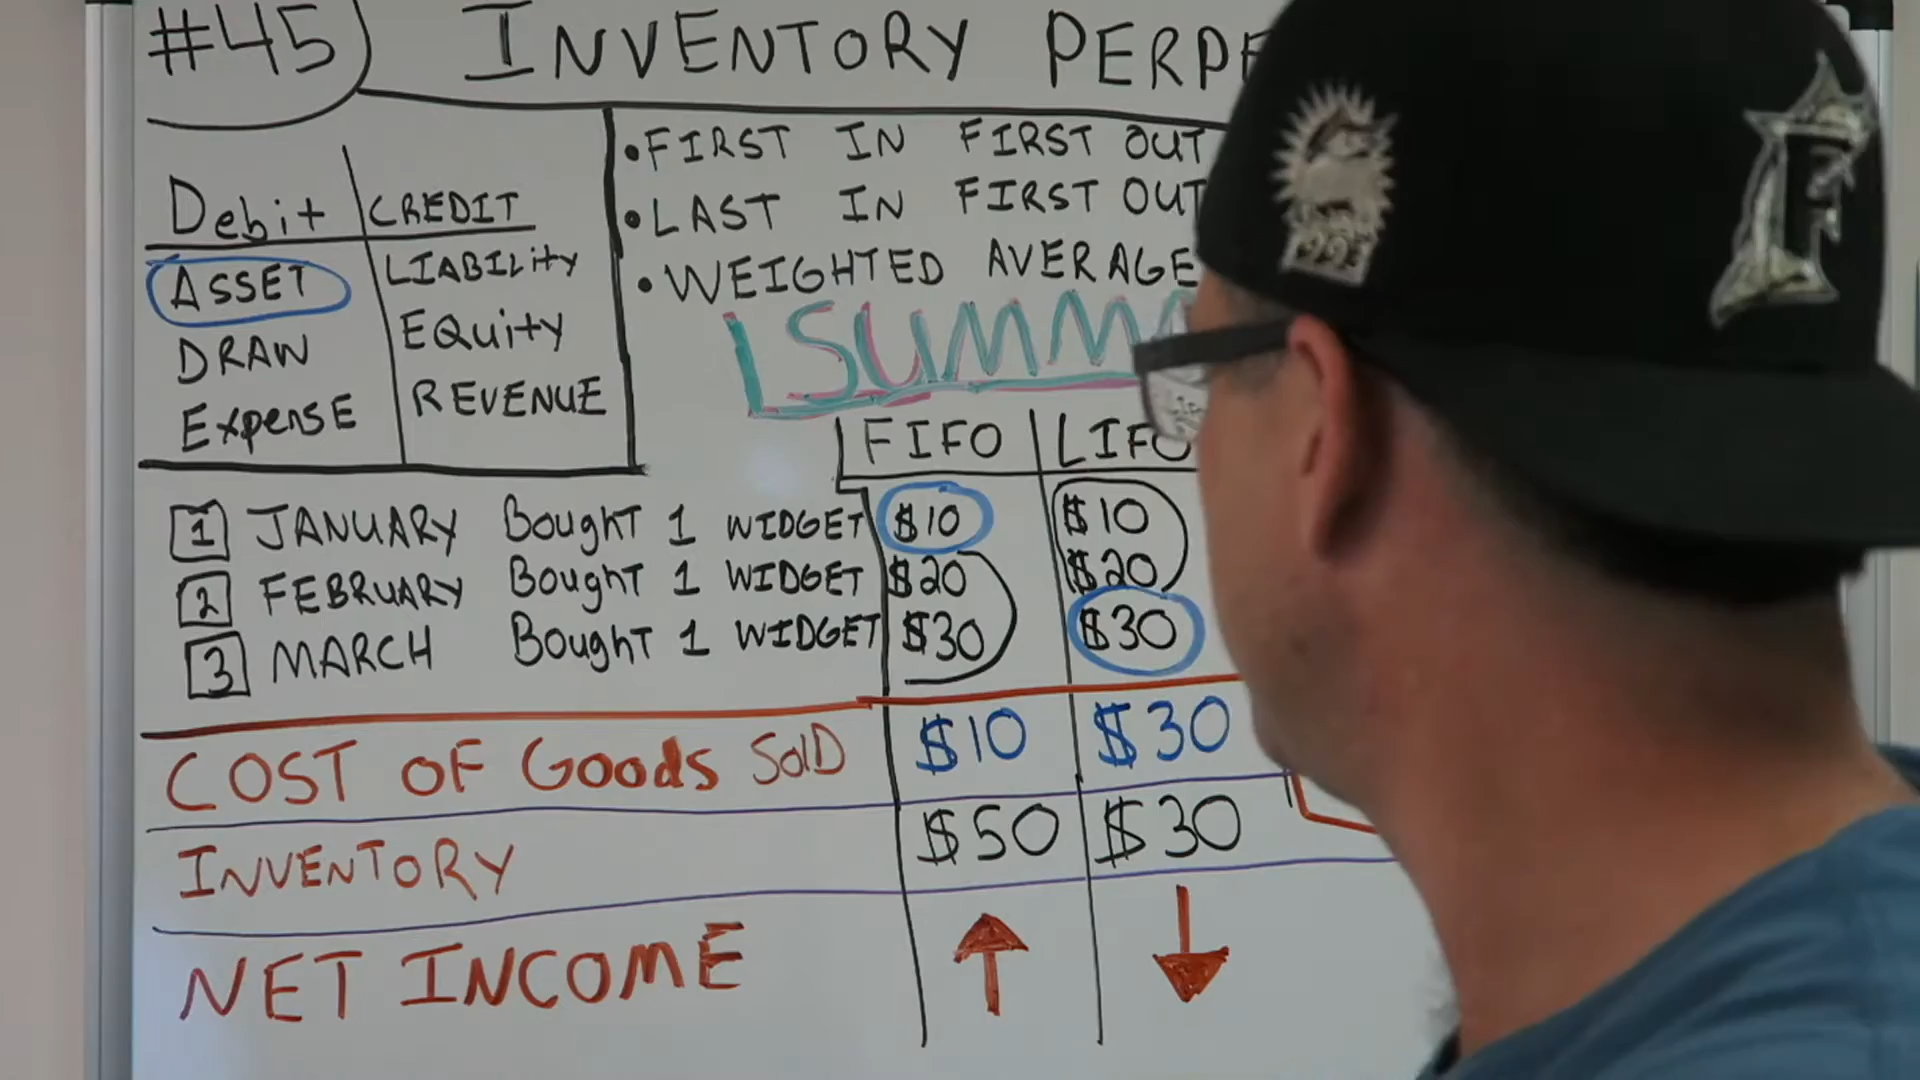 #45 INVENTORY
Debit CREDIT
ASSET LIABILity
DRAW EQuity
ExpensE REVENUE
• FIRST IN FIRST OUT
• LAST IN FIRST OUT
• WEIGHTED AVERAGE
FIFO LIFO
1 JANUARY BoughT 1 WIDGET $10 $10
2 FEBRUARY BoughT 1 WIDGET $20 $20
3 MARCH BoughT 1 WIDGET $30 $30
COST OF Goods SolD $10 $30
INVENTORY $50 $30
NET INCOME
F
1993